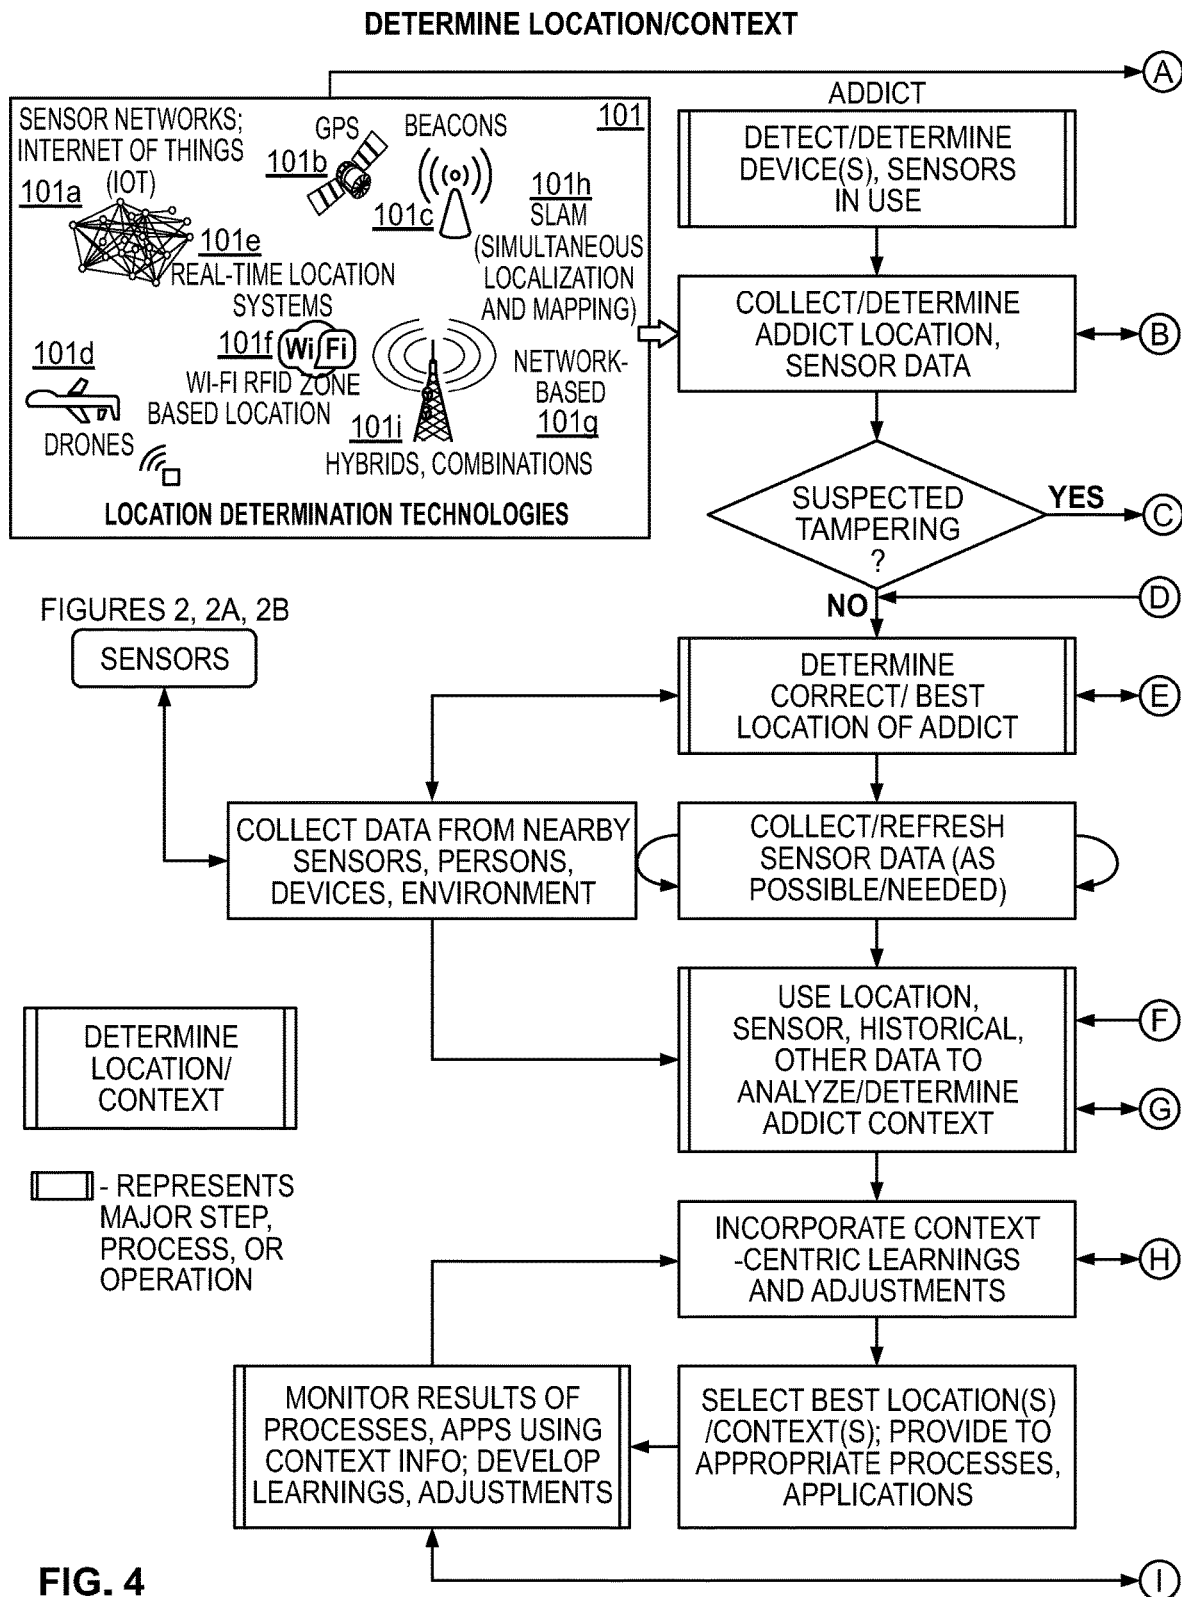 DETERMINE LOCATION/CONTEXT
A
ADDICT
101
SENSOR NETWORKS;
INTERNET OF THINGS
(IOT)
101a
GPS
101b
BEACONS
101c
101h
SLAM
(SIMULTANEOUS
LOCALIZATION
AND MAPPING)
101e
REAL-TIME LOCATION
SYSTEMS
101f
Wi Fi
WI-FI RFID ZONE
BASED LOCATION
101d
DRONES
NETWORK-
BASED
101g
101i
HYBRIDS, COMBINATIONS
LOCATION DETERMINATION TECHNOLOGIES
DETECT/DETERMINE
DEVICE(S), SENSORS
IN USE
COLLECT/DETERMINE
ADDICT LOCATION,
SENSOR DATA
B
SUSPECTED
TAMPERING
?
YES
C
NO
D
FIGURES 2, 2A, 2B
SENSORS
DETERMINE
CORRECT/ BEST
LOCATION OF ADDICT
E
COLLECT DATA FROM NEARBY
SENSORS, PERSONS,
DEVICES, ENVIRONMENT
COLLECT/REFRESH
SENSOR DATA (AS
POSSIBLE/NEEDED)
USE LOCATION,
SENSOR, HISTORICAL,
OTHER DATA TO
ANALYZE/DETERMINE
ADDICT CONTEXT
F
G
DETERMINE
LOCATION/
CONTEXT
- REPRESENTS
MAJOR STEP,
PROCESS, OR
OPERATION
INCORPORATE CONTEXT
-CENTRIC LEARNINGS
AND ADJUSTMENTS
H
MONITOR RESULTS OF
PROCESSES, APPS USING
CONTEXT INFO; DEVELOP
LEARNINGS, ADJUSTMENTS
SELECT BEST LOCATION(S)
/CONTEXT(S); PROVIDE TO
APPROPRIATE PROCESSES,
APPLICATIONS
I
FIG. 4